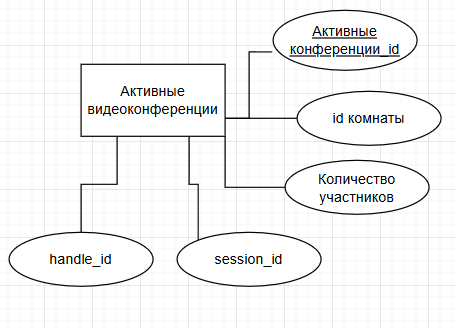 Активные
конференции_id
Активные
видеоконференции
id комнаты
Количество
участников
handle_id
session_id